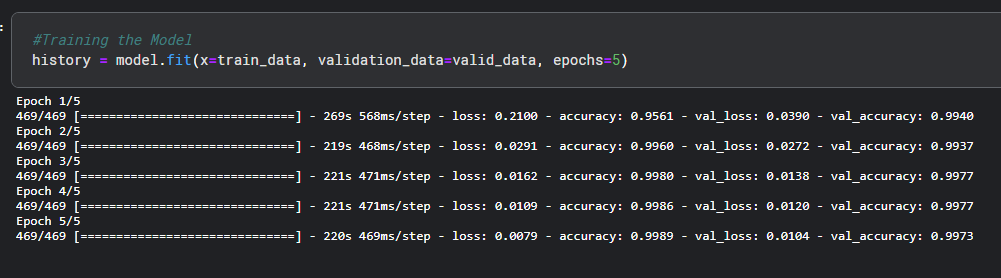 :
#Training the Model
history = model.fit(x=train_data, validation_data=valid_data, epochs=5)
Epoch 1/5
469/469 [==============================] - 269s 568ms/step - loss: 0.2100 - accuracy: 0.9561 - val_loss: 0.0390 - val_accuracy: 0.9940
Epoch 2/5
469/469 [==============================] - 219s 468ms/step - loss: 0.0291 - accuracy: 0.9960 - val_loss: 0.0272 - val_accuracy: 0.9937
Epoch 3/5
469/469 [==============================] - 221s 471ms/step - loss: 0.0162 - accuracy: 0.9980 - val_loss: 0.0138 - val_accuracy: 0.9977
Epoch 4/5
469/469 [==============================] - 221s 471ms/step - loss: 0.0109 - accuracy: 0.9986 - val_loss: 0.0120 - val_accuracy: 0.9977
Epoch 5/5
469/469 [==============================] - 220s 469ms/step - loss: 0.0079 - accuracy: 0.9989 - val_loss: 0.0104 - val_accuracy: 0.9973